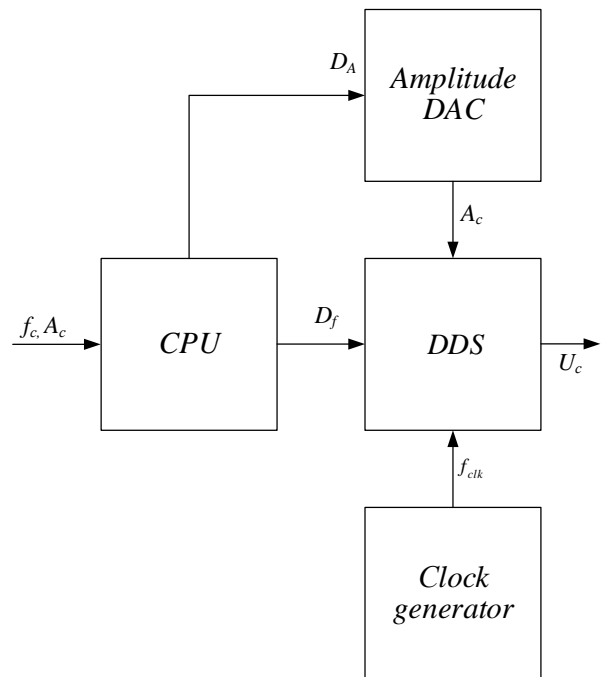 D_A
Amplitude
DAC
A_c
f_c, A_c
CPU
D_f
DDS
U_c
f_clk
Clock
generator